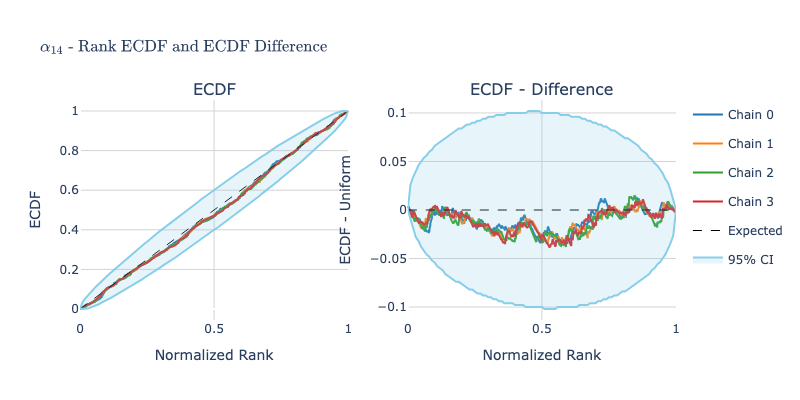 α₁₄ - Rank ECDF and ECDF Difference
ECDF
ECDF - Difference
ECDF
1
0.8
0.6
0.4
0.2
0
0
0.5
1
Normalized Rank
ECDF - Uniform
0.1
0.05
0
−0.05
−0.1
0
0.5
1
Normalized Rank
Chain 0
Chain 1
Chain 2
Chain 3
Expected
95% CI